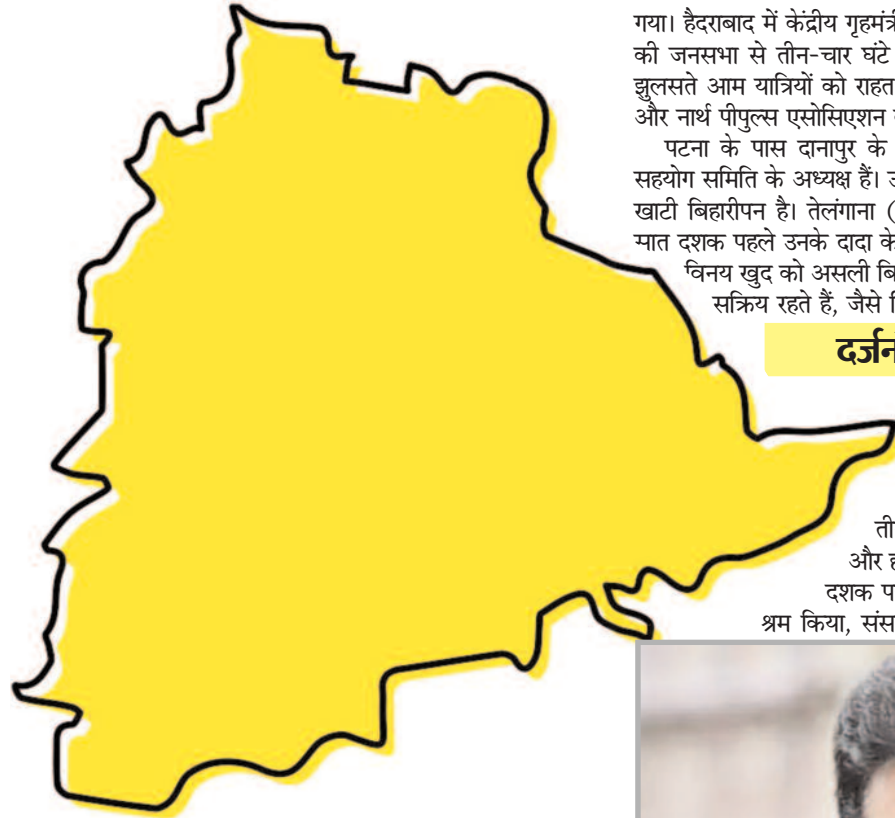 गया। हैदराबाद में केंद्रीय गृहमंत्री
की जनसभा से तीन-चार घंटे
झुलसते आम यात्रियों को राहत
और नार्थ पीपुल्स एसोसिएशन
पटना के पास दानापुर के
सहयोग समिति के अध्यक्ष हैं।
खाटी बिहारीपन है। तेलंगाना (
सात दशक पहले उनके दादा के
विनय खुद को असली
सक्रिय रहते हैं, जैसे
दर्जन
ती
और
दशक
श्रम किया,